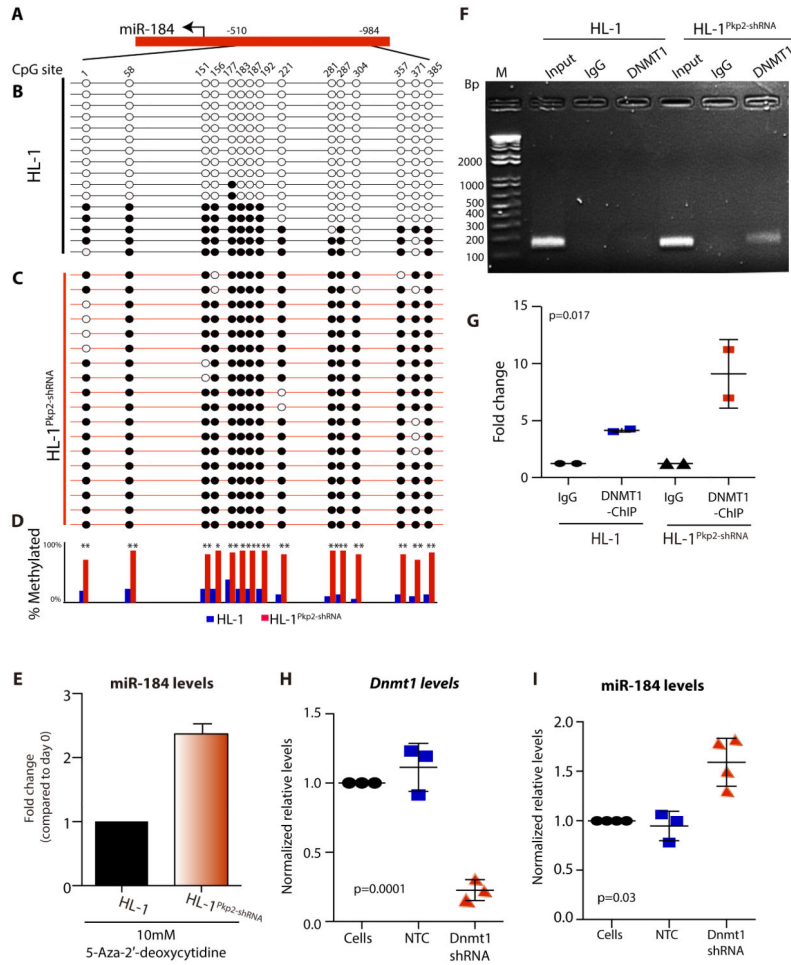 A
miR-184
-510
-984
CpG site
1 58 151 156 177 183 187 192 221 281 287 304 357 371 385
B
HL-1
C
HL-1Pkp2-shRNA
D
% Methylated
100%
0%
** ** ** * ** * ** ** ** ** ** * ** * **
HL-1 HL-1Pkp2-shRNA
E
miR-184 levels
Fold change
(compared to day 0)
3
2
1
0
HL-1
HL-1Pkp2-shRNA
10mM
5-Aza-2′-deoxycytidine
F
HL-1 HL-1Pkp2-shRNA
M Input IgG DNMT1 Input IgG DNMT1
Bp
2000
1000
500
400
300
200
100
G
p=0.017
Fold change
15
10
5
0
IgG DNMT1 IgG DNMT1
-ChIP -ChIP
HL-1 HL-1Pkp2-shRNA
H
Dnmt1 levels
Normalized relative levels
1.5
1.0
0.5
0.0
p=0.0001
Cells NTC Dnmt1
shRNA
I
miR-184 levels
Normalized relative levels
2.0
1.5
1.0
0.5
0.0
p=0.03
Cells NTC Dnmt1
shRNA